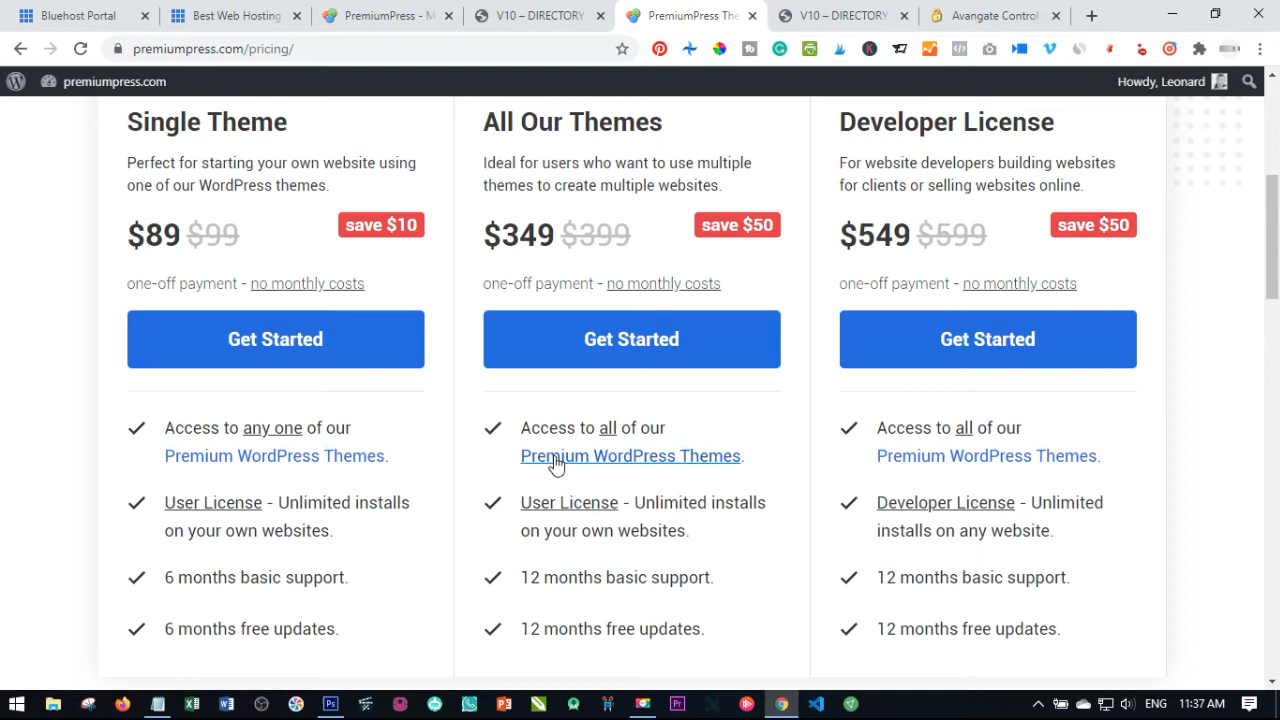 Bluehost Portal
Best Web Hosting
PremiumPress - M
V10 – DIRECTORY
PremiumPress The
V10 – DIRECTORY
Avangate Control
premiumpress.com/pricing/
premiumpress.com
Howdy, Leonard
Single Theme
Perfect for starting your own website using
one of our WordPress themes.
$89 $99
save $10
one-off payment - no monthly costs
Get Started
Access to any one of our
Premium WordPress Themes.
User License - Unlimited installs
on your own websites.
6 months basic support.
6 months free updates.
All Our Themes
Ideal for users who want to use multiple
themes to create multiple websites.
$349 $399
save $50
one-off payment - no monthly costs
Get Started
Access to all of our
Premium WordPress Themes.
User License - Unlimited installs
on your own websites.
12 months basic support.
12 months free updates.
Developer License
For website developers building websites
for clients or selling websites online.
$549 $599
save $50
one-off payment - no monthly costs
Get Started
Access to all of our
Premium WordPress Themes.
Developer License - Unlimited
installs on any website.
12 months basic support.
12 months free updates.
ENG
11:37 AM